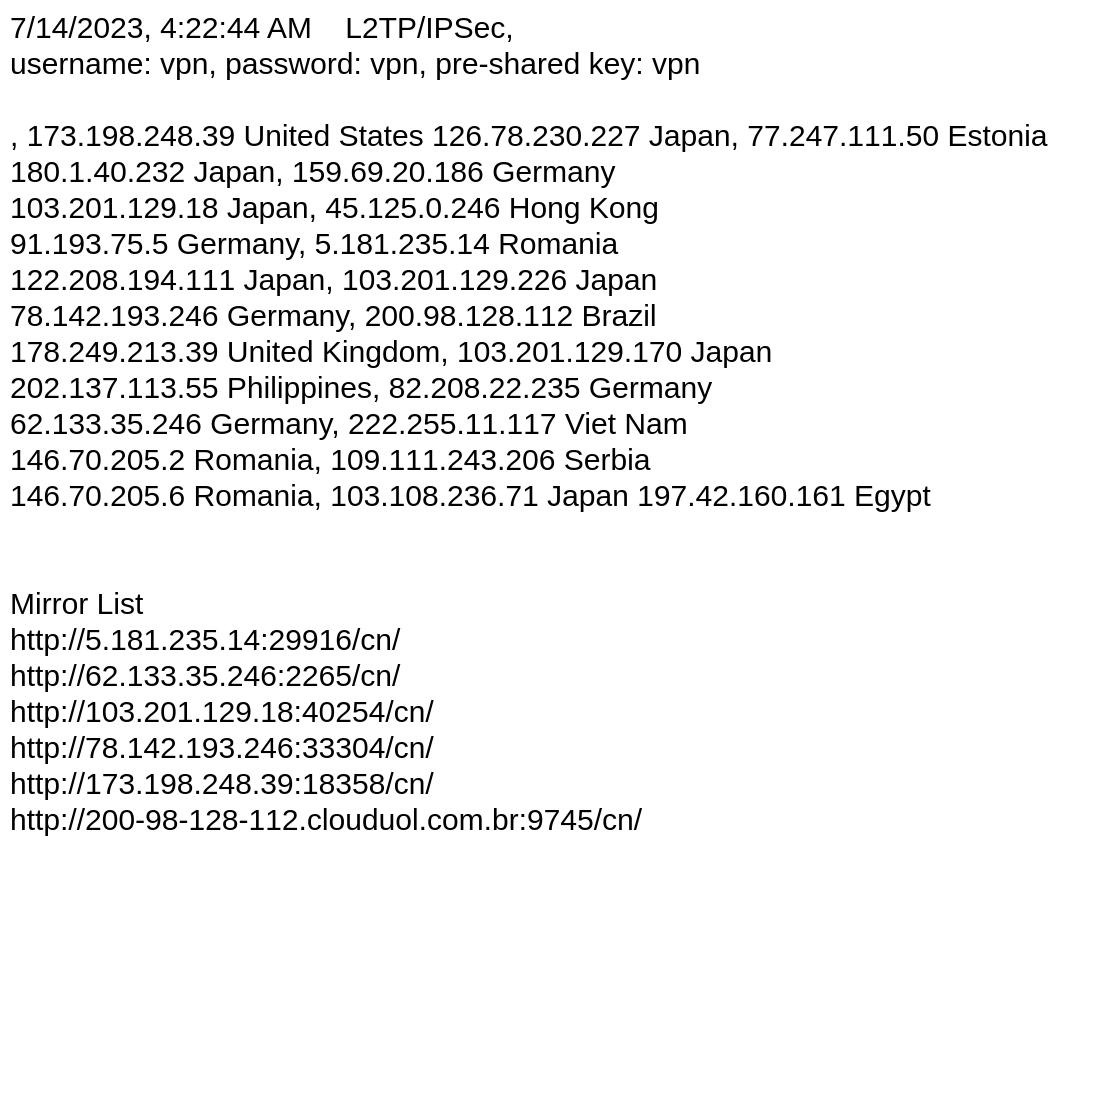 7/14/2023, 4:22:44 AM    L2TP/IPSec,
username: vpn, password: vpn, pre-shared key: vpn
, 173.198.248.39 United States 126.78.230.227 Japan, 77.247.111.50 Estonia
180.1.40.232 Japan, 159.69.20.186 Germany
103.201.129.18 Japan, 45.125.0.246 Hong Kong
91.193.75.5 Germany, 5.181.235.14 Romania
122.208.194.111 Japan, 103.201.129.226 Japan
78.142.193.246 Germany, 200.98.128.112 Brazil
178.249.213.39 United Kingdom, 103.201.129.170 Japan
202.137.113.55 Philippines, 82.208.22.235 Germany
62.133.35.246 Germany, 222.255.11.117 Viet Nam
146.70.205.2 Romania, 109.111.243.206 Serbia
146.70.205.6 Romania, 103.108.236.71 Japan 197.42.160.161 Egypt
Mirror List
http://5.181.235.14:29916/cn/
http://62.133.35.246:2265/cn/
http://103.201.129.18:40254/cn/
http://78.142.193.246:33304/cn/
http://173.198.248.39:18358/cn/
http://200-98-128-112.clouduol.com.br:9745/cn/